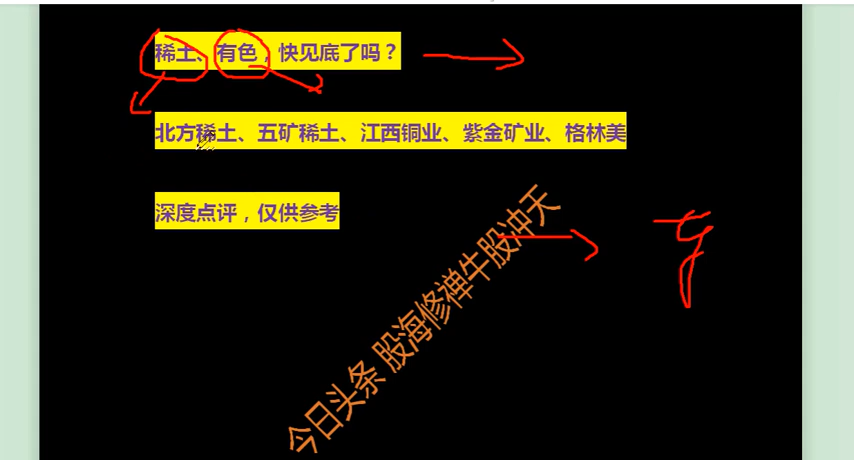 稀土、有色，快见底了吗？
北方稀土、五矿稀土、江西铜业、紫金矿业、格林美
深度点评，仅供参考
今日头条 股海修禅牛股冲天